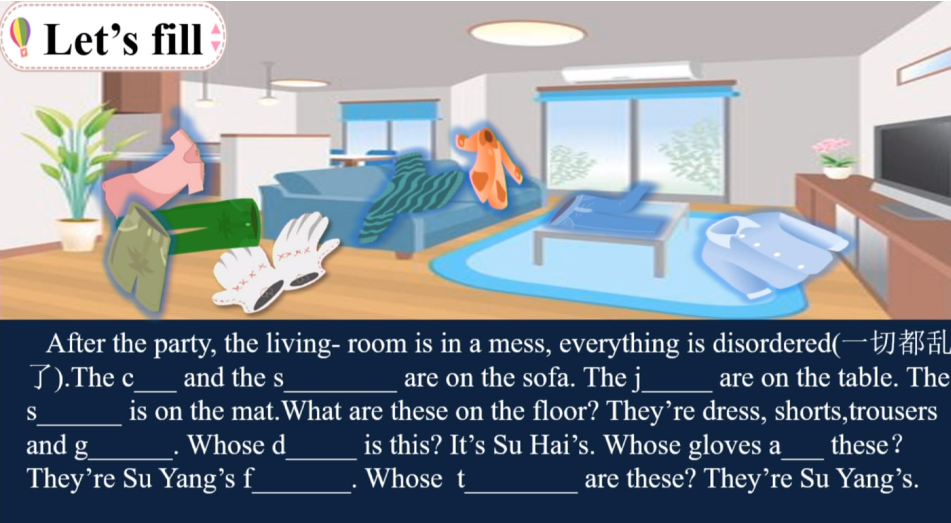 Let's fill
After the party, the living- room is in a mess, everything is disordered(一切都乱
了).The c___ and the s________ are on the sofa. The j_____ are on the table. The
s______ is on the mat.What are these on the floor? They're dress, shorts,trousers
and g______. Whose d_____ is this? It's Su Hai's. Whose gloves a___ these?
They're Su Yang's f_______. Whose t________ are these? They're Su Yang's.